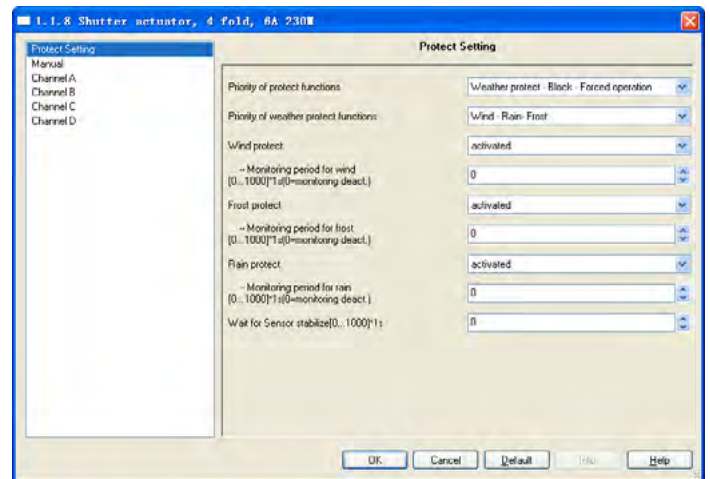 1.1.8 Shutter actuator, 4 fold, 6A 230V
Protect Setting
Manual
Channel A
Channel B
Channel C
Channel D
Protect Setting
Priority of protect functions
Weather protect - Block - Forced operation
Priority of weather protect functions
Wind - Rain- Frost
Wind protect
activated
-- Monitoring period for wind
[0...1000]*1s(0=monitoring deact.)
0
Frost protect
activated
-- Monitoring period for frost
[0...1000]*1s(0=monitoring deact.)
0
Rain protect
activated
-- Monitoring period for rain
[0...1000]*1s(0=monitoring deact.)
0
Wait for Sensor stabilize[0...1000]*1s
0
OK
Cancel
Default
Info
Help